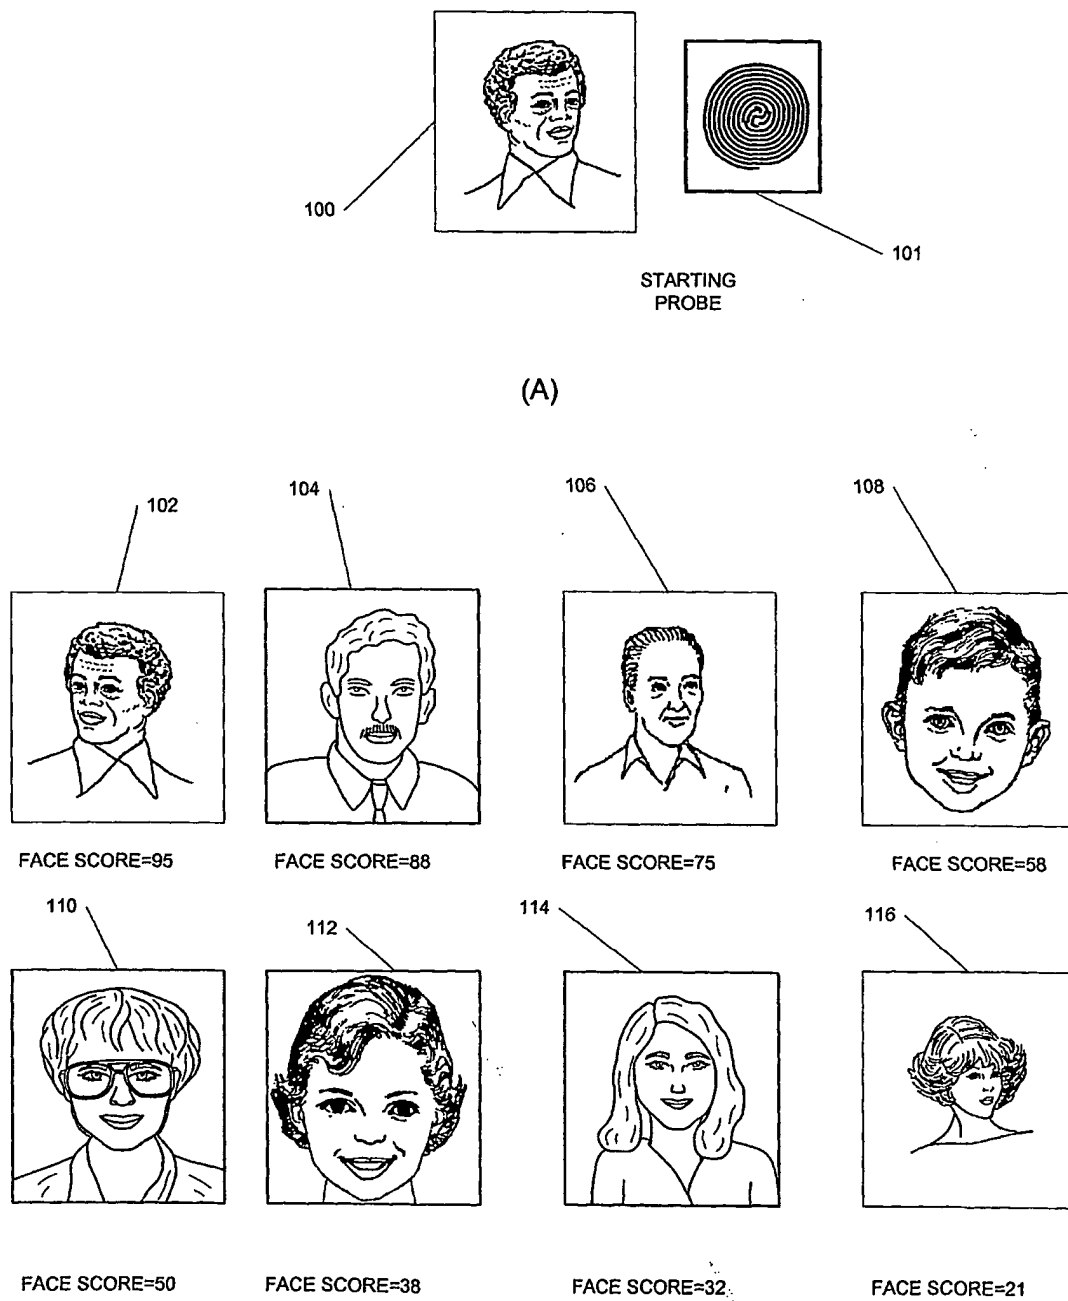 100
101
STARTING
PROBE
(A)
102
104
106
108
FACE SCORE=95
FACE SCORE=88
FACE SCORE=75
FACE SCORE=58
110
112
114
116
FACE SCORE=50
FACE SCORE=38
FACE SCORE=32
FACE SCORE=21